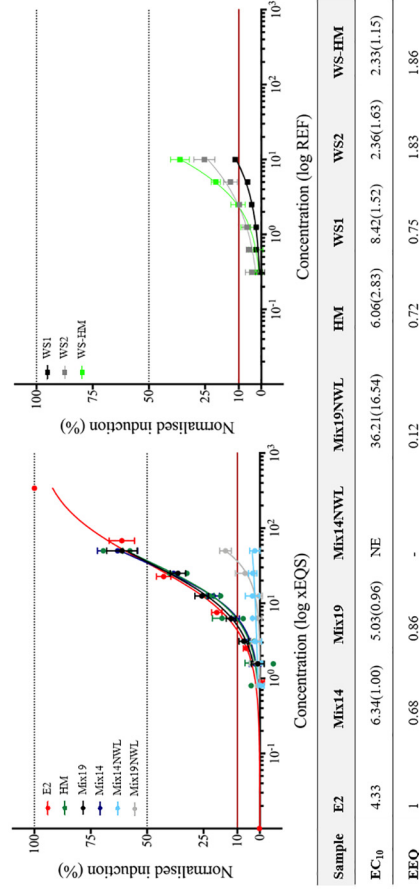 100
75
50
25
10
0
Normalised induction (%)
E2
HM
Mix19
Mix14
Mix14NWL
Mix19NWL
10⁻¹ 10⁰ 10¹ 10² 10³
Concentration (log xEQS)
100
75
50
25
10
0
Normalised induction (%)
WS1
WS2
WS-HM
10⁻¹ 10⁰ 10¹ 10² 10³
Concentration (log REF)
Sample E2 Mix14 Mix19 Mix14NWL Mix19NWL HM WS1 WS2 WS-HM
EC₁₀ 4.33 6.34(1.00) 5.03(0.96) NE 36.21(16.54) 6.06(2.83) 8.42(1.52) 2.36(1.63) 2.33(1.15)
EEQ 1 0.68 0.86 - 0.12 0.72 0.75 1.83 1.86